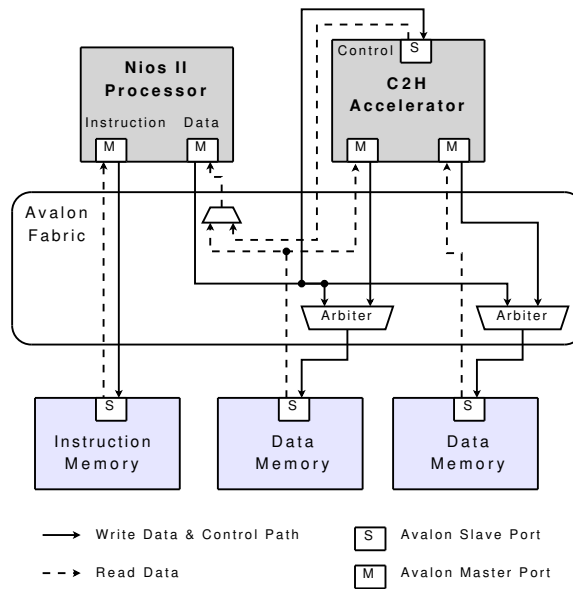 Control
S
Nios II
Processor
C2H
Accelerator
Instruction
Data
M
M
M
M
Avalon
Fabric
Arbiter
Arbiter
S
S
S
Instruction
Memory
Data
Memory
Data
Memory
Write Data & Control Path
S
Avalon Slave Port
Read Data
M
Avalon Master Port